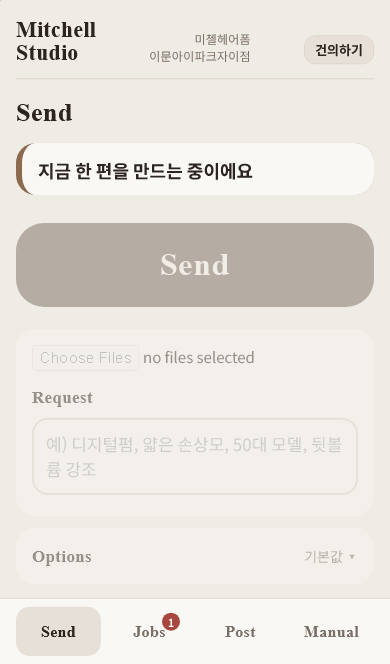 Mitchell
Studio
미젤헤어폼
이문아이파크자이점
건의하기
Send
지금 한 편을 만드는 중이에요
Send
Choose Files no files selected
Request
예) 디지털펌, 얇은 손상모, 50대 모델, 뒷볼
륨 강조
Options
기본값 ▾
Send
Jobs 1
Post
Manual